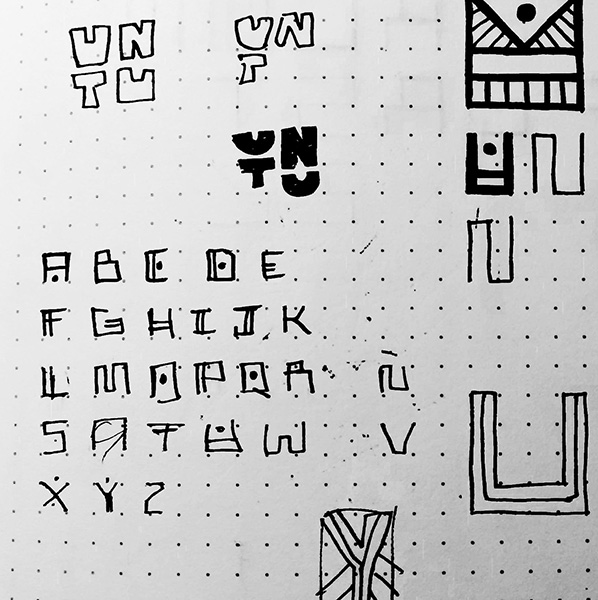 UN
TU
UN
T
UN
TU
U N
N
A B C D E
F G H I J K
L M O P Q R Ñ
S T U W V
X Y Z
U
Y